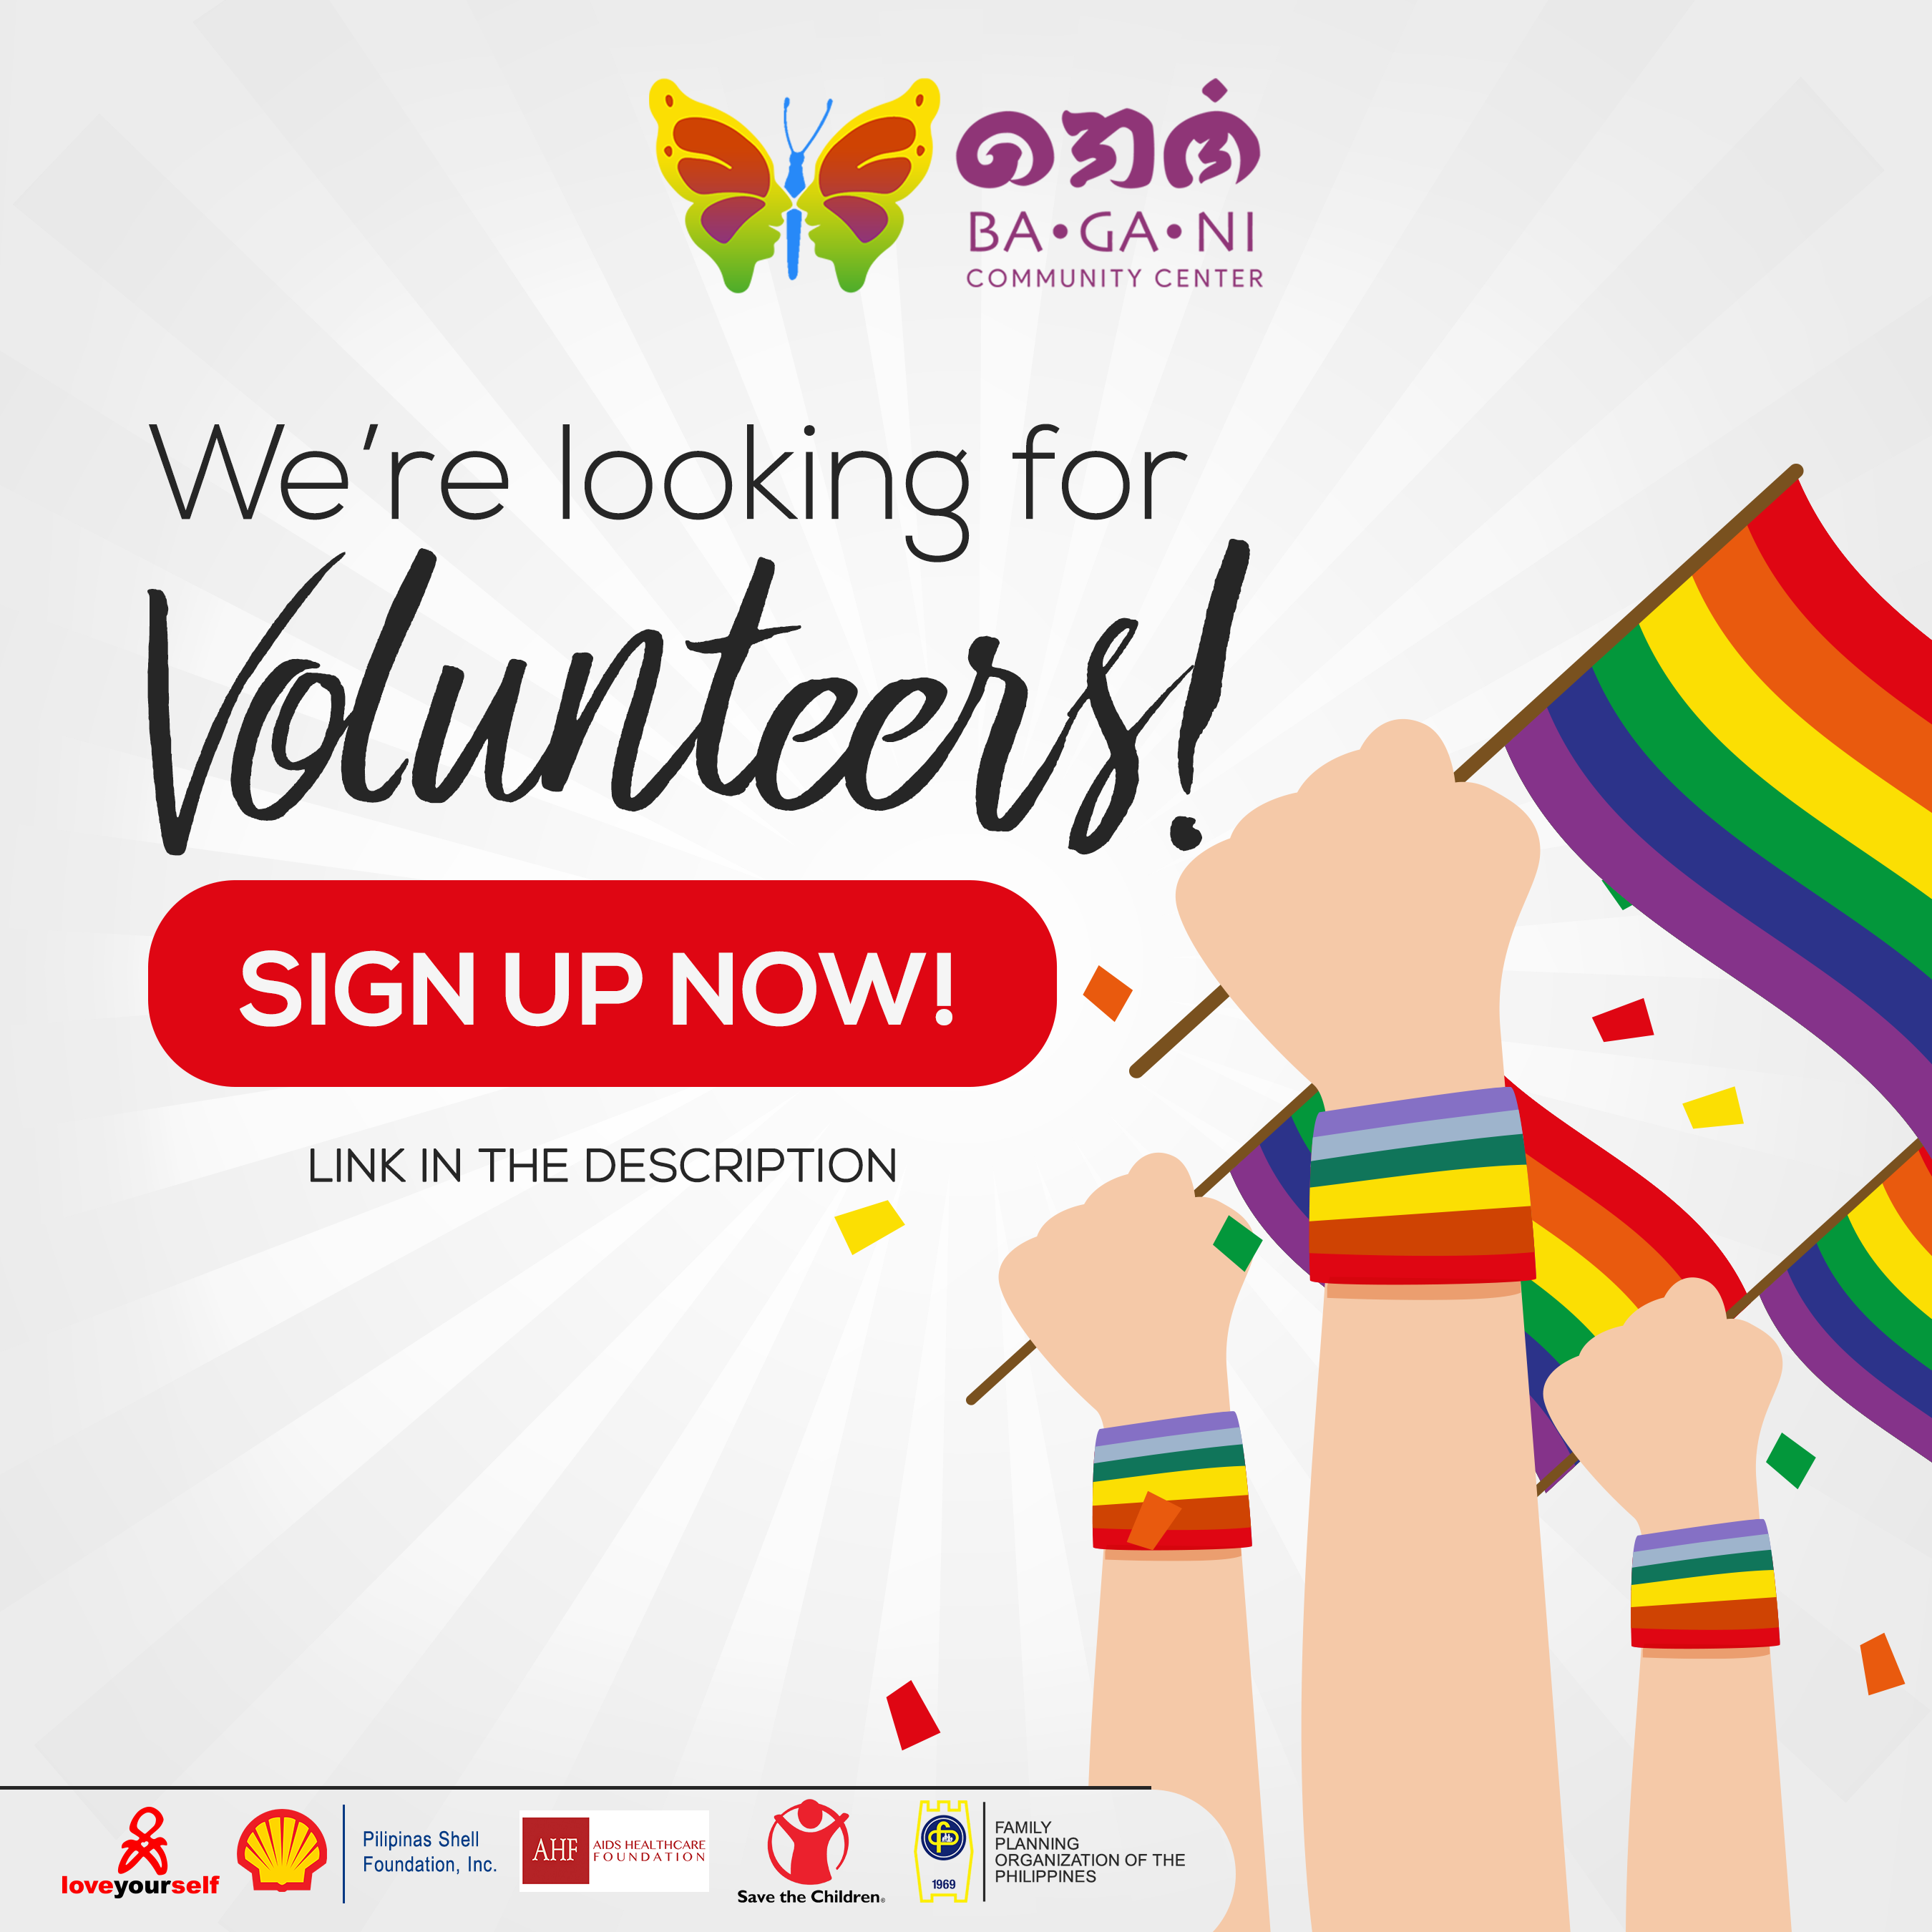 ᜊᜄᜈᜒ
BA•GA•NI
COMMUNITY CENTER
We're looking for
Volunteers!
SIGN UP NOW!
LINK IN THE DESCRIPTION
loveyourself
Pilipinas Shell
Foundation, Inc.
AHF
AIDS HEALTHCARE
FOUNDATION
Save the Children®
1969
FAMILY
PLANNING
ORGANIZATION OF THE
PHILIPPINES